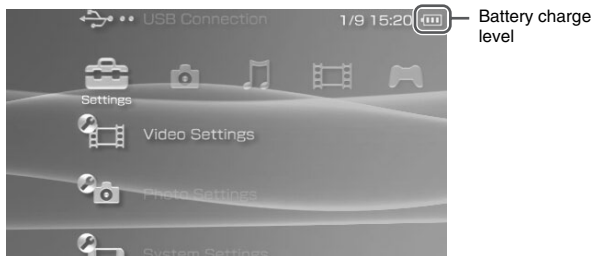 USB Connection
1/9 15:20
Battery charge
level
Settings
Video Settings
Photo Settings
System Settings